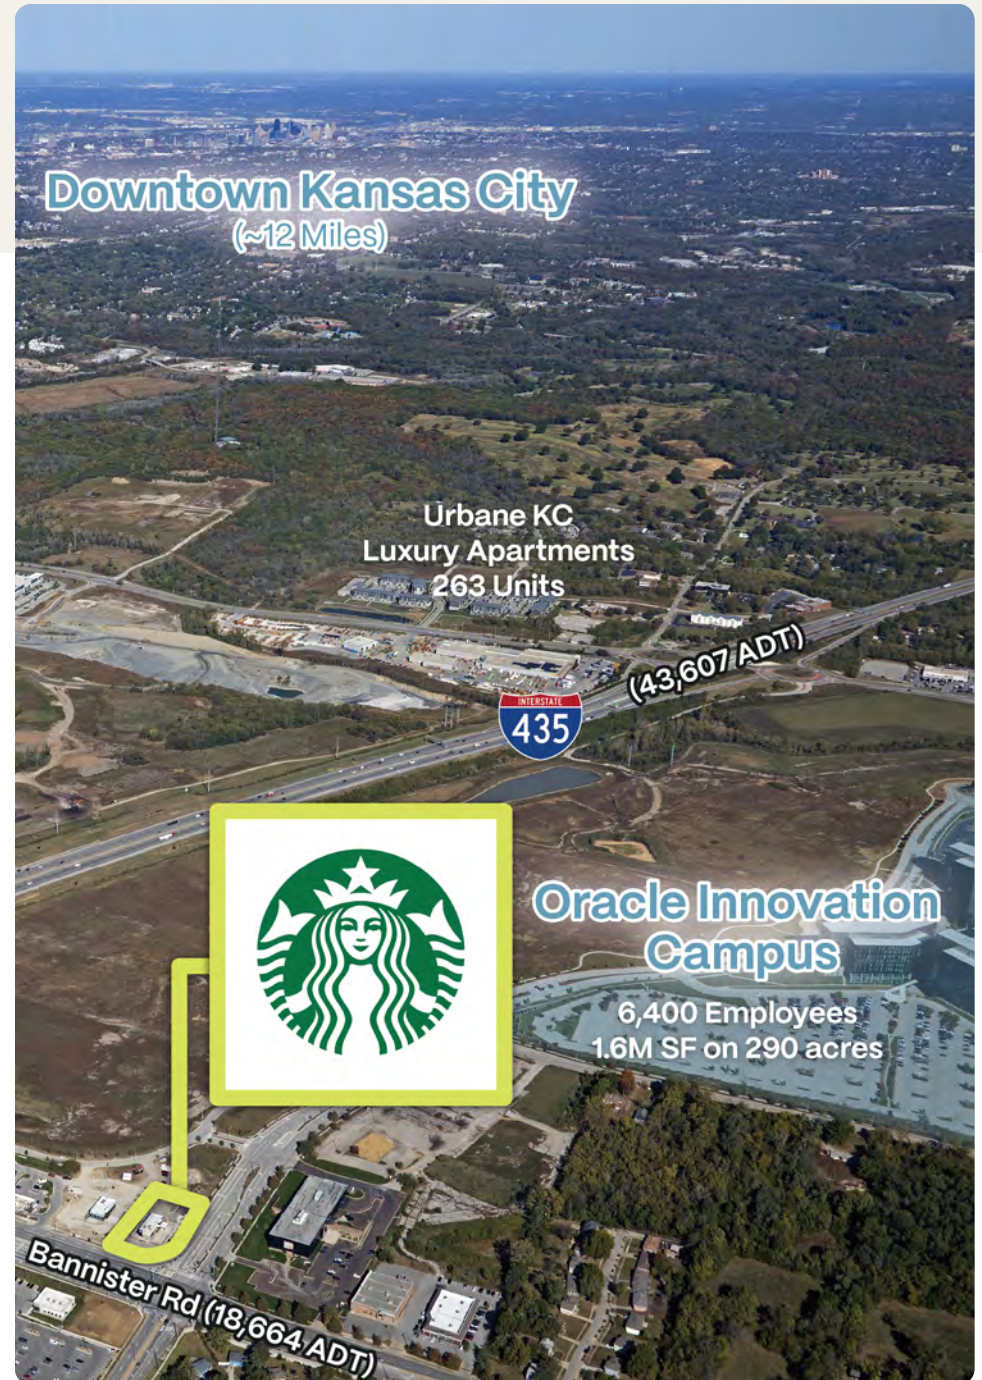 Downtown Kansas City
(~12 Miles)
Urbane KC
Luxury Apartments
263 Units
(43,607 ADT)
INTERSTATE
435
Oracle Innovation
Campus
6,400 Employees
1.6M SF on 290 acres
Bannister Rd (18,664 ADT)